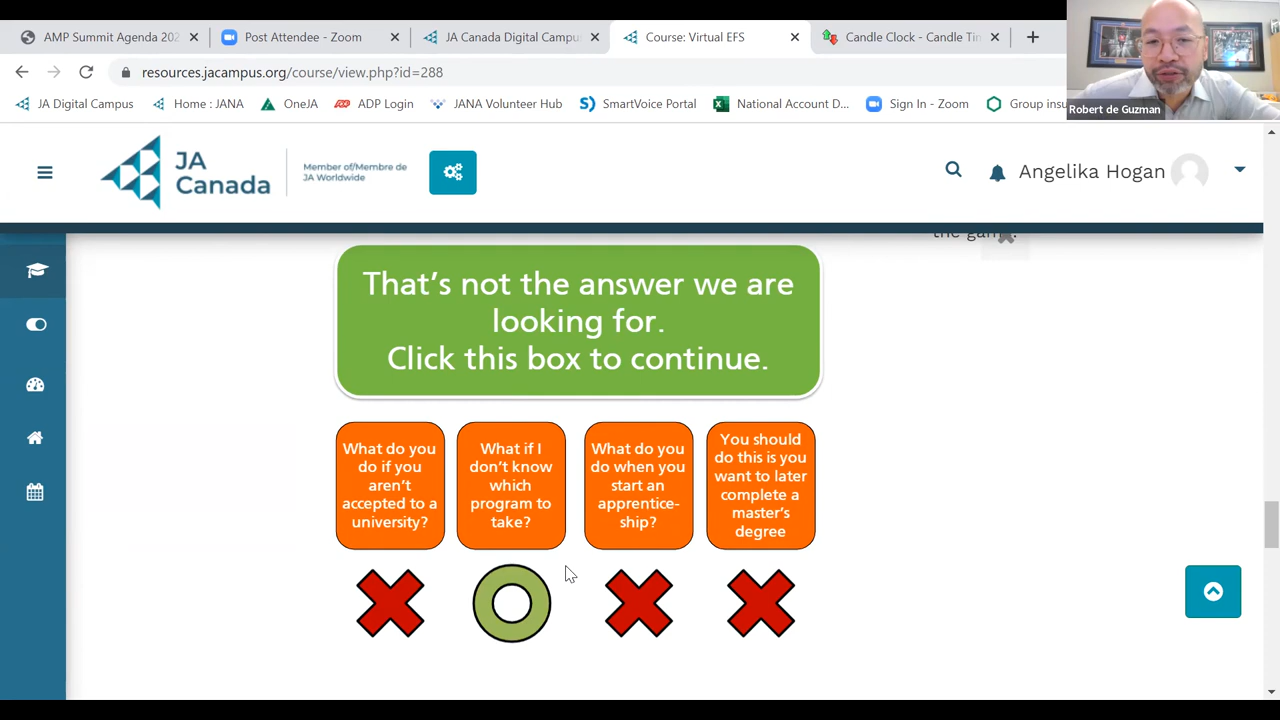 AMP Summit Agenda 202
Post Attendee - Zoom
JA Canada Digital Campu
Course: Virtual EFS
Candle Clock - Candle Tim
resources.jacampus.org/course/view.php?id=288
JA Digital Campus
Home : JANA
OneJA
ADP Login
JANA Volunteer Hub
SmartVoice Portal
National Account D...
Sign In - Zoom
Group insu
Robert de Guzman
JA
Canada
Member of/Membre de
JA Worldwide
Angelika Hogan
the game.
That's not the answer we are
looking for.
Click this box to continue.
What do you
do if you
aren't
accepted to a
university?
What if I
don't know
which
program to
take?
What do you
do when you
start an
apprentice-
ship?
You should
do this is you
want to later
complete a
master's
degree